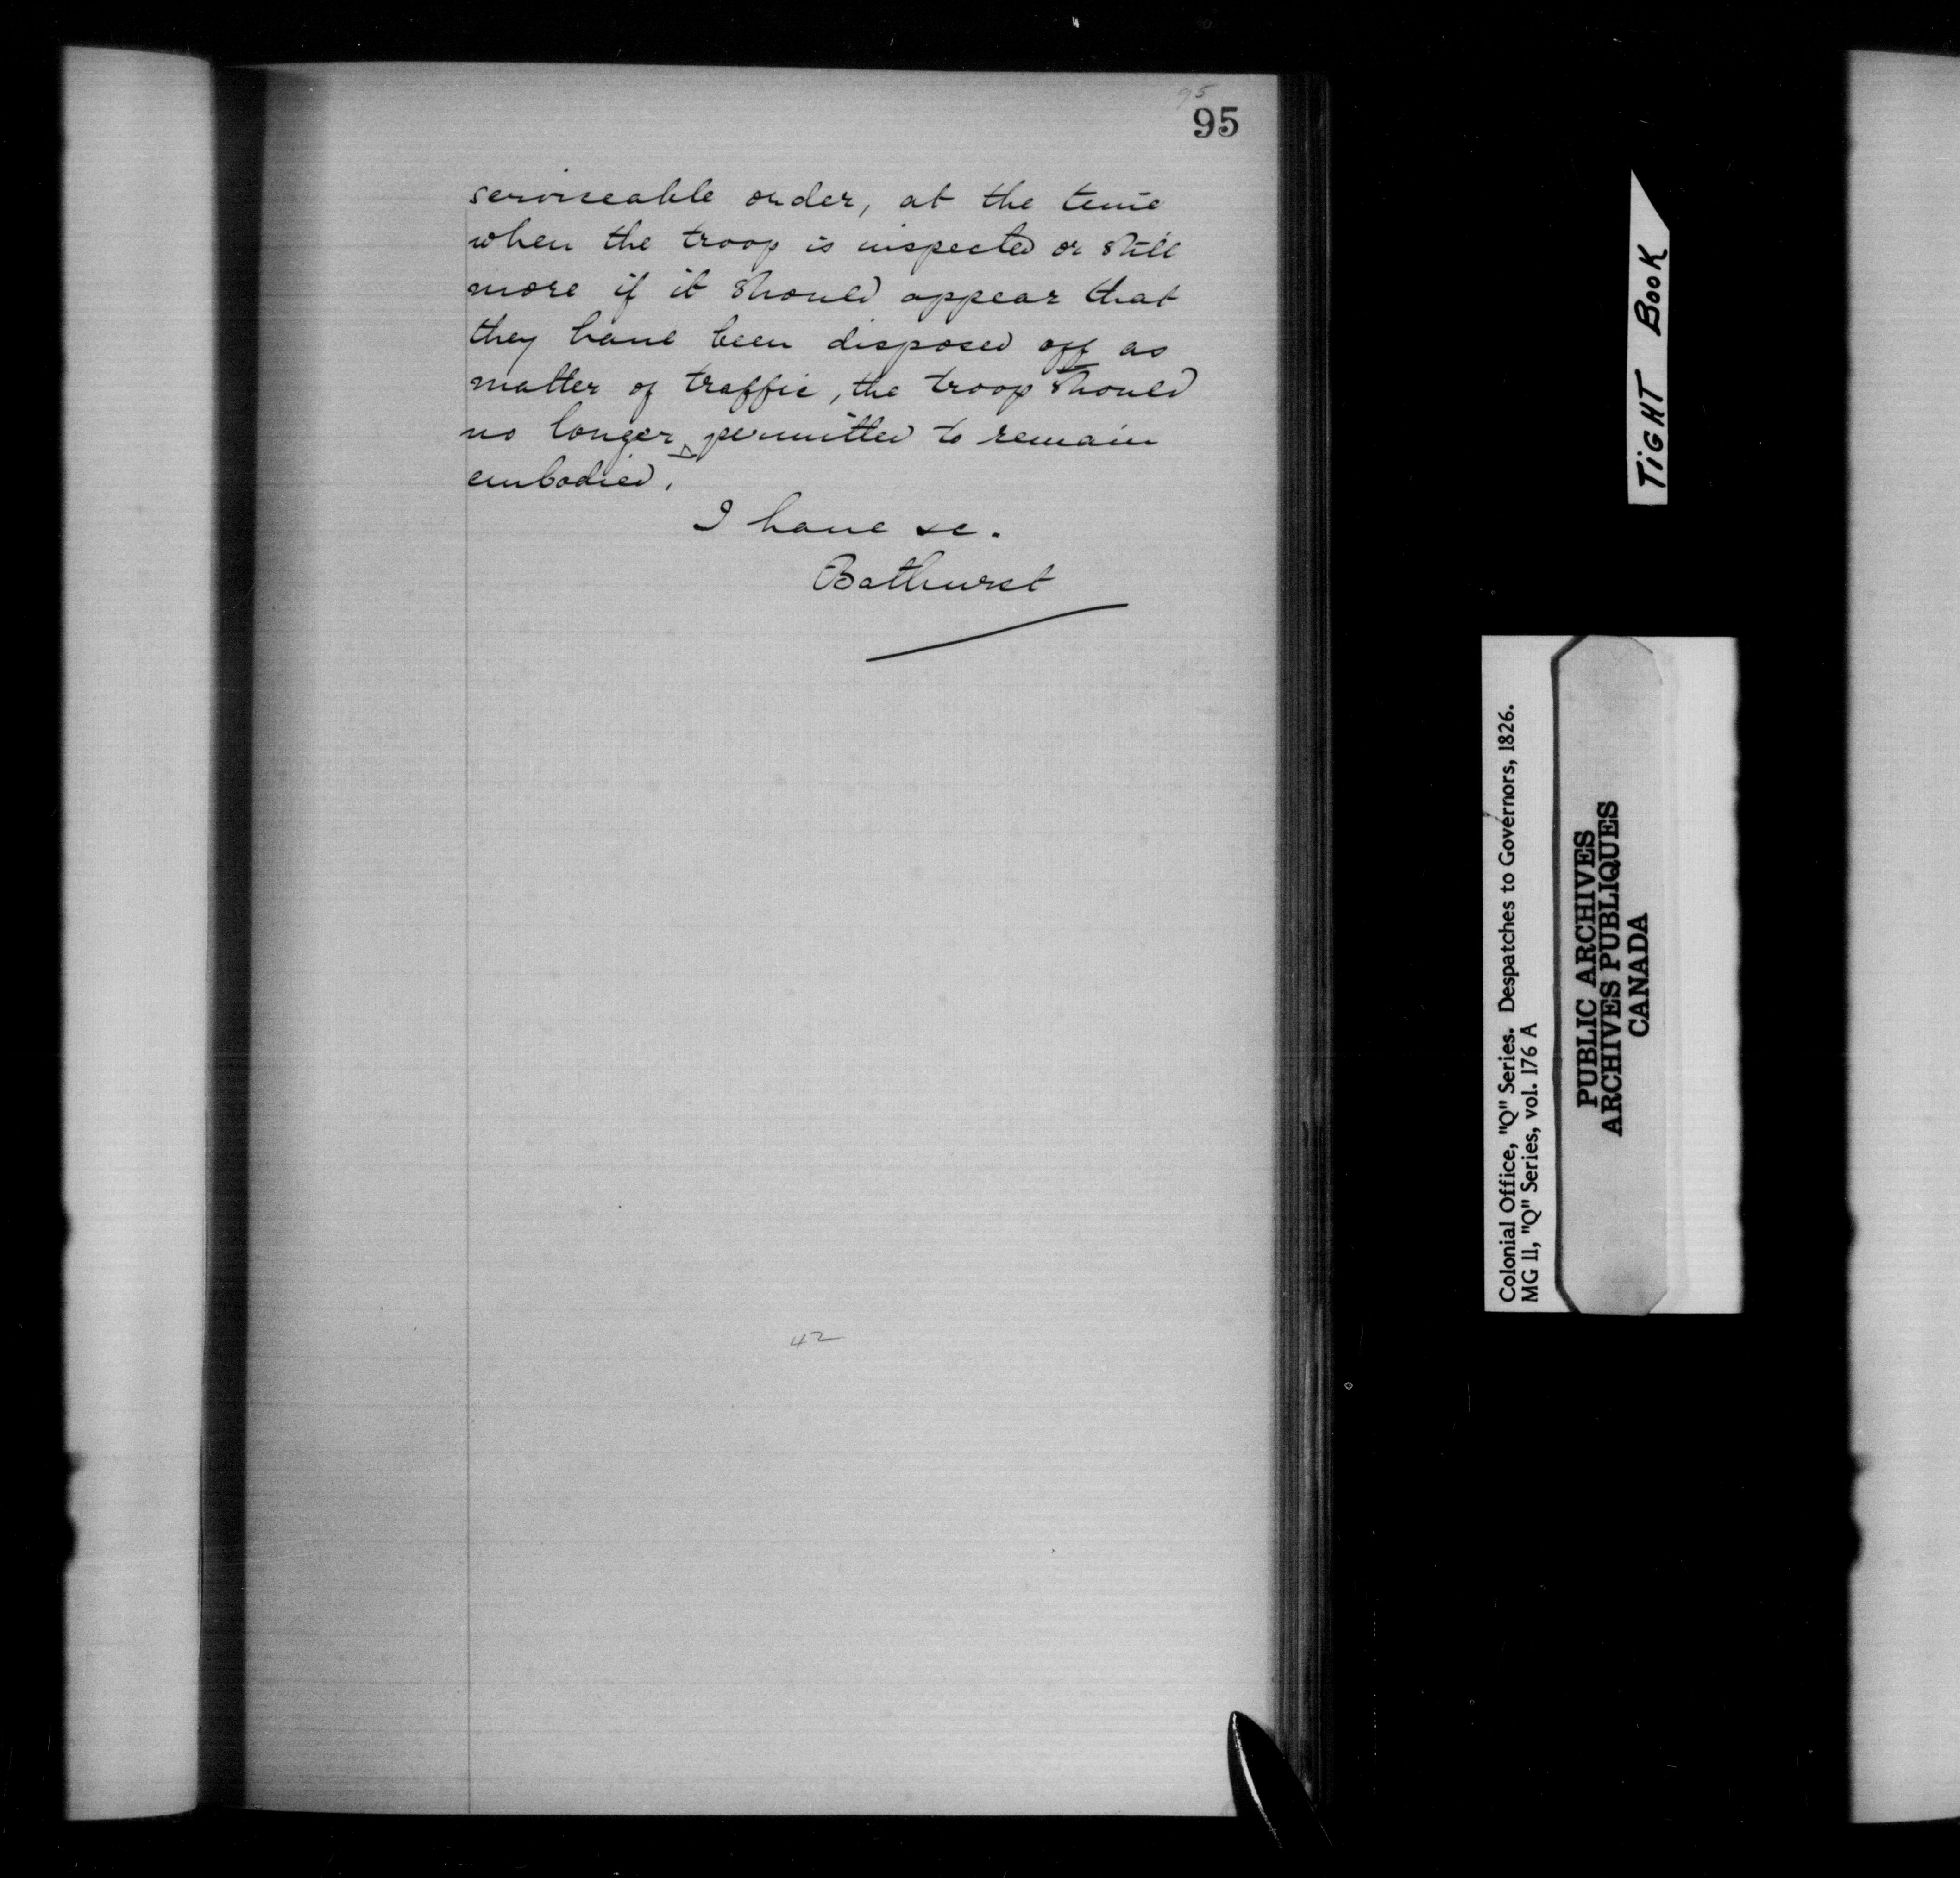 95
95
serviseable order, at the time
when the troop is inspected or still
more if it should appear that
they have been disposed off as
matter of traffic, the troop should
no longer permitted to remain
embodied.
I have &c.
Bathurst
42
TiGHT BooK
Colonial Office, "Q" Series. Despatches to Governors, 1826.
MG 11, "Q" Series, vol. 176 A
PUBLIC ARCHIVES
ARCHIVES PUBLIQUES
CANADA